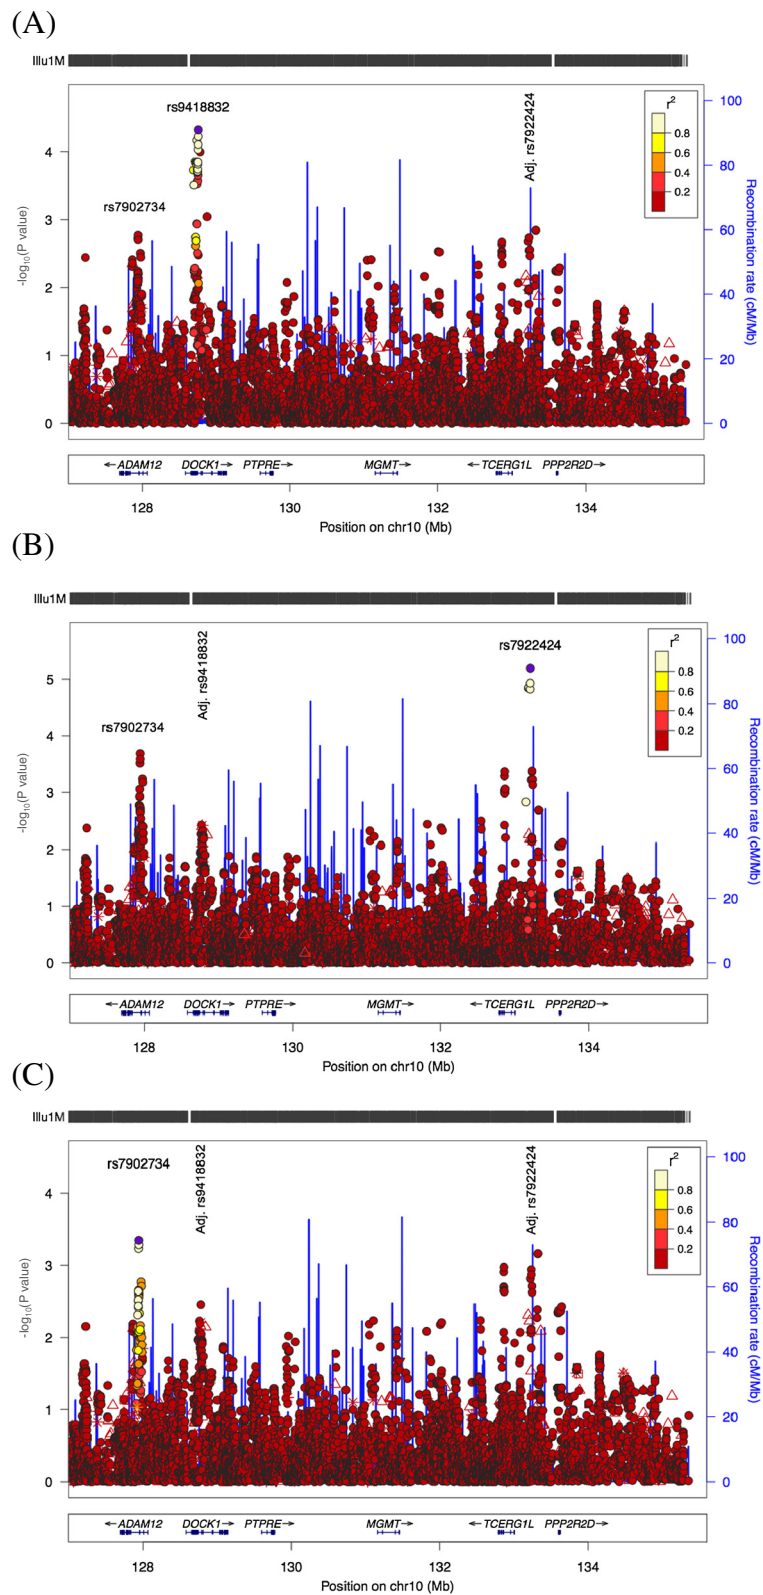 (A)
Illu1M
rs9418832
Adj. rs7922424
rs7902734
r²
0.8
0.6
0.4
0.2
100
80
60
40
20
0
4
3
2
1
0
-log₁₀(P value)
Recombination rate (cM/Mb)
←ADAM12 DOCK1→ PTPRE→ MGMT→ ←TCERG1L PPP2R2D→
128 130 132 134
Position on chr10 (Mb)
(B)
Illu1M
Adj. rs9418832
rs7922424
rs7902734
r²
0.8
0.6
0.4
0.2
100
80
60
40
20
0
5
4
3
2
1
0
-log₁₀(P value)
Recombination rate (cM/Mb)
←ADAM12 DOCK1→ PTPRE→ MGMT→ ←TCERG1L PPP2R2D→
128 130 132 134
Position on chr10 (Mb)
(C)
Illu1M
rs7902734
Adj. rs9418832
Adj. rs7922424
r²
0.8
0.6
0.4
0.2
100
80
60
40
20
0
4
3
2
1
0
-log₁₀(P value)
Recombination rate (cM/Mb)
←ADAM12 DOCK1→ PTPRE→ MGMT→ ←TCERG1L PPP2R2D→
128 130 132 134
Position on chr10 (Mb)